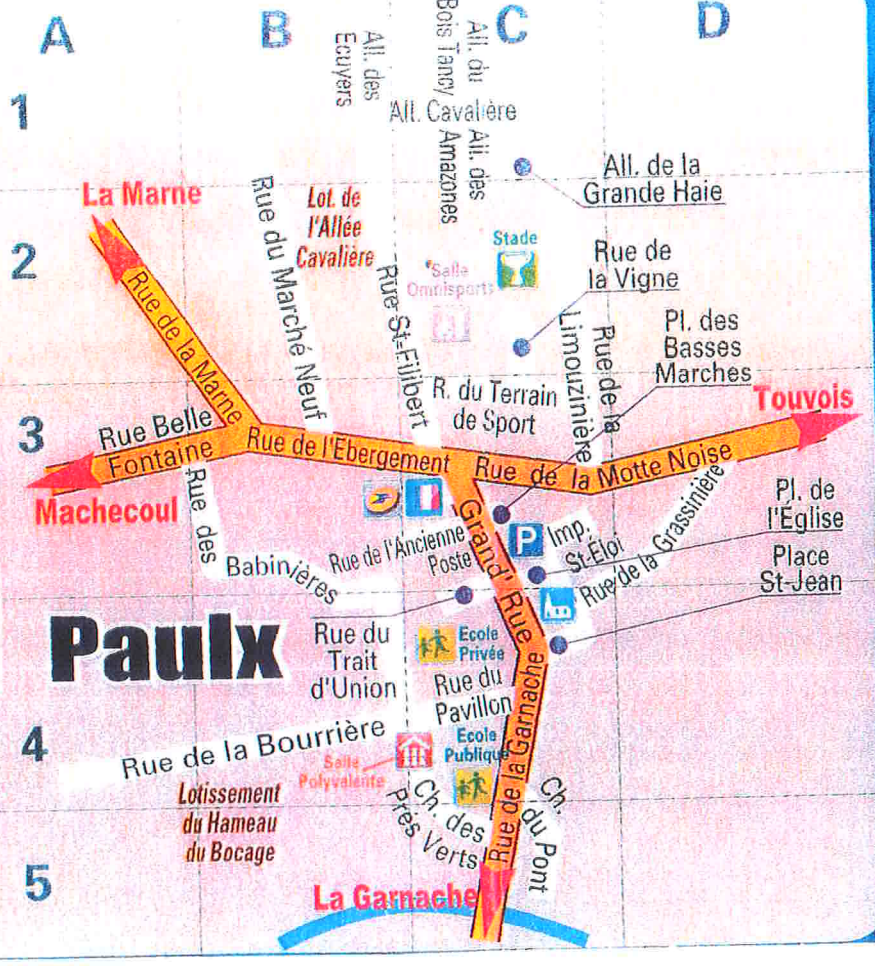 A
B
C
D
1
2
3
4
5
All. des
Ecuyers
All. du
Bois Tancy
All. Cavalière
All. des
Amazones
All. de la
Grande Haie
La Marne
Rue du Marché Neuf
Lot. de
l'Allée
Cavalière
Rue St-Filibert
Stade
Salle
Omnisports
Rue de
la Vigne
Rue de la Marne
Rue de la
Limouzinière
Pl. des
Basses
Marches
R. du Terrain
de Sport
Touvois
Rue Belle
Fontaine
Rue de l'Ebergement
Rue de la Motte Noise
Machecoul
Rue des
Babinières
Rue de l'Ancienne
Poste
Grand' Rue
P
Imp.
St-Éloi
Rue de la Grassinière
Pl. de
l'Église
Place
St-Jean
Paulx
Rue du
Trait
d'Union
Ecole
Privée
Rue du
Pavillon
Rue de la Bourrière
Salle
Polyvalente
Ecole
Publique
Rue de la Garnache
Lotissement
du Hameau
du Bocage
Ch. des
Prés Verts
Ch.
du Pont
La Garnache